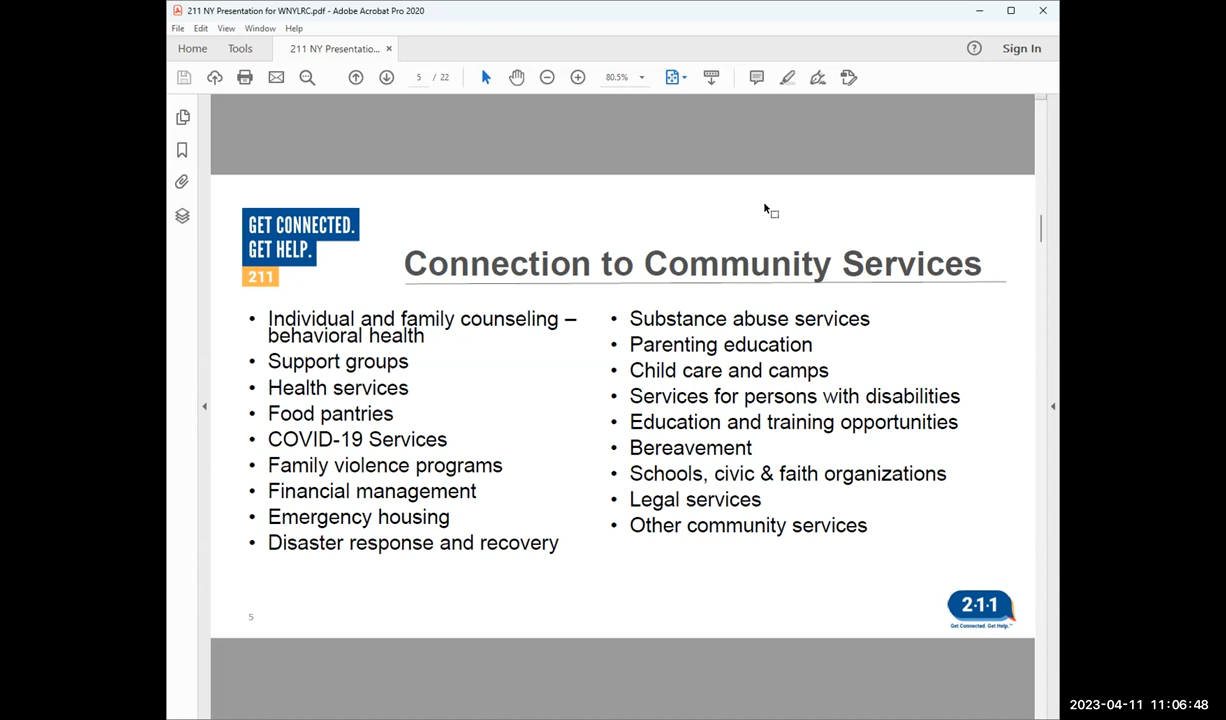 211 NY Presentation for WNYLRC.pdf - Adobe Acrobat Pro 2020
File Edit View Window Help
Home Tools 211 NY Presentatio... × Sign In
5 / 22 80.5%
GET CONNECTED.
GET HELP.
211
Connection to Community Services
• Individual and family counseling –
behavioral health
• Support groups
• Health services
• Food pantries
• COVID-19 Services
• Family violence programs
• Financial management
• Emergency housing
• Disaster response and recovery
• Substance abuse services
• Parenting education
• Child care and camps
• Services for persons with disabilities
• Education and training opportunities
• Bereavement
• Schools, civic & faith organizations
• Legal services
• Other community services
5
2·1·1
Get Connected. Get Help.™
2023-04-11 11:06:48